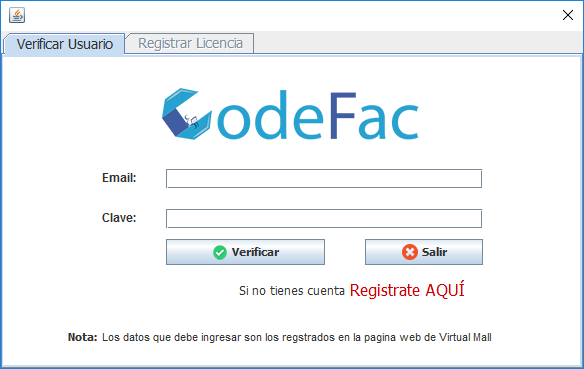 Verificar Usuario Registrar Licencia
CodeFac
Email:
Clave:
Verificar Salir
Si no tienes cuenta Registrate AQUÍ
Nota: Los datos que debe ingresar son los regstrados en la pagina web de Virtual Mall